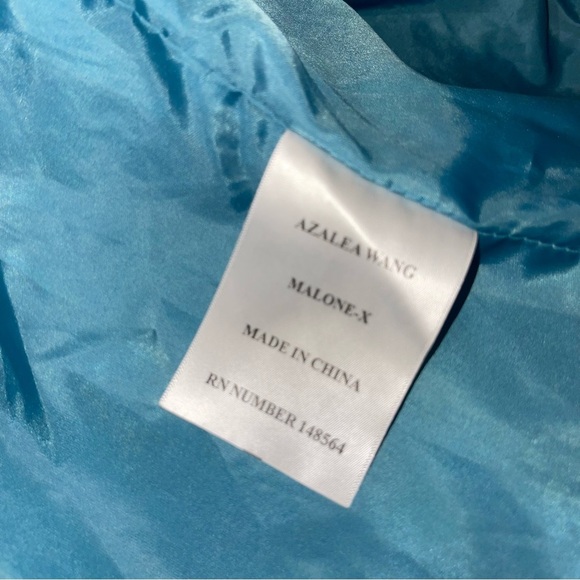 AZALEA WANG
MALONE-X
MADE IN CHINA
RN NUMBER 148564